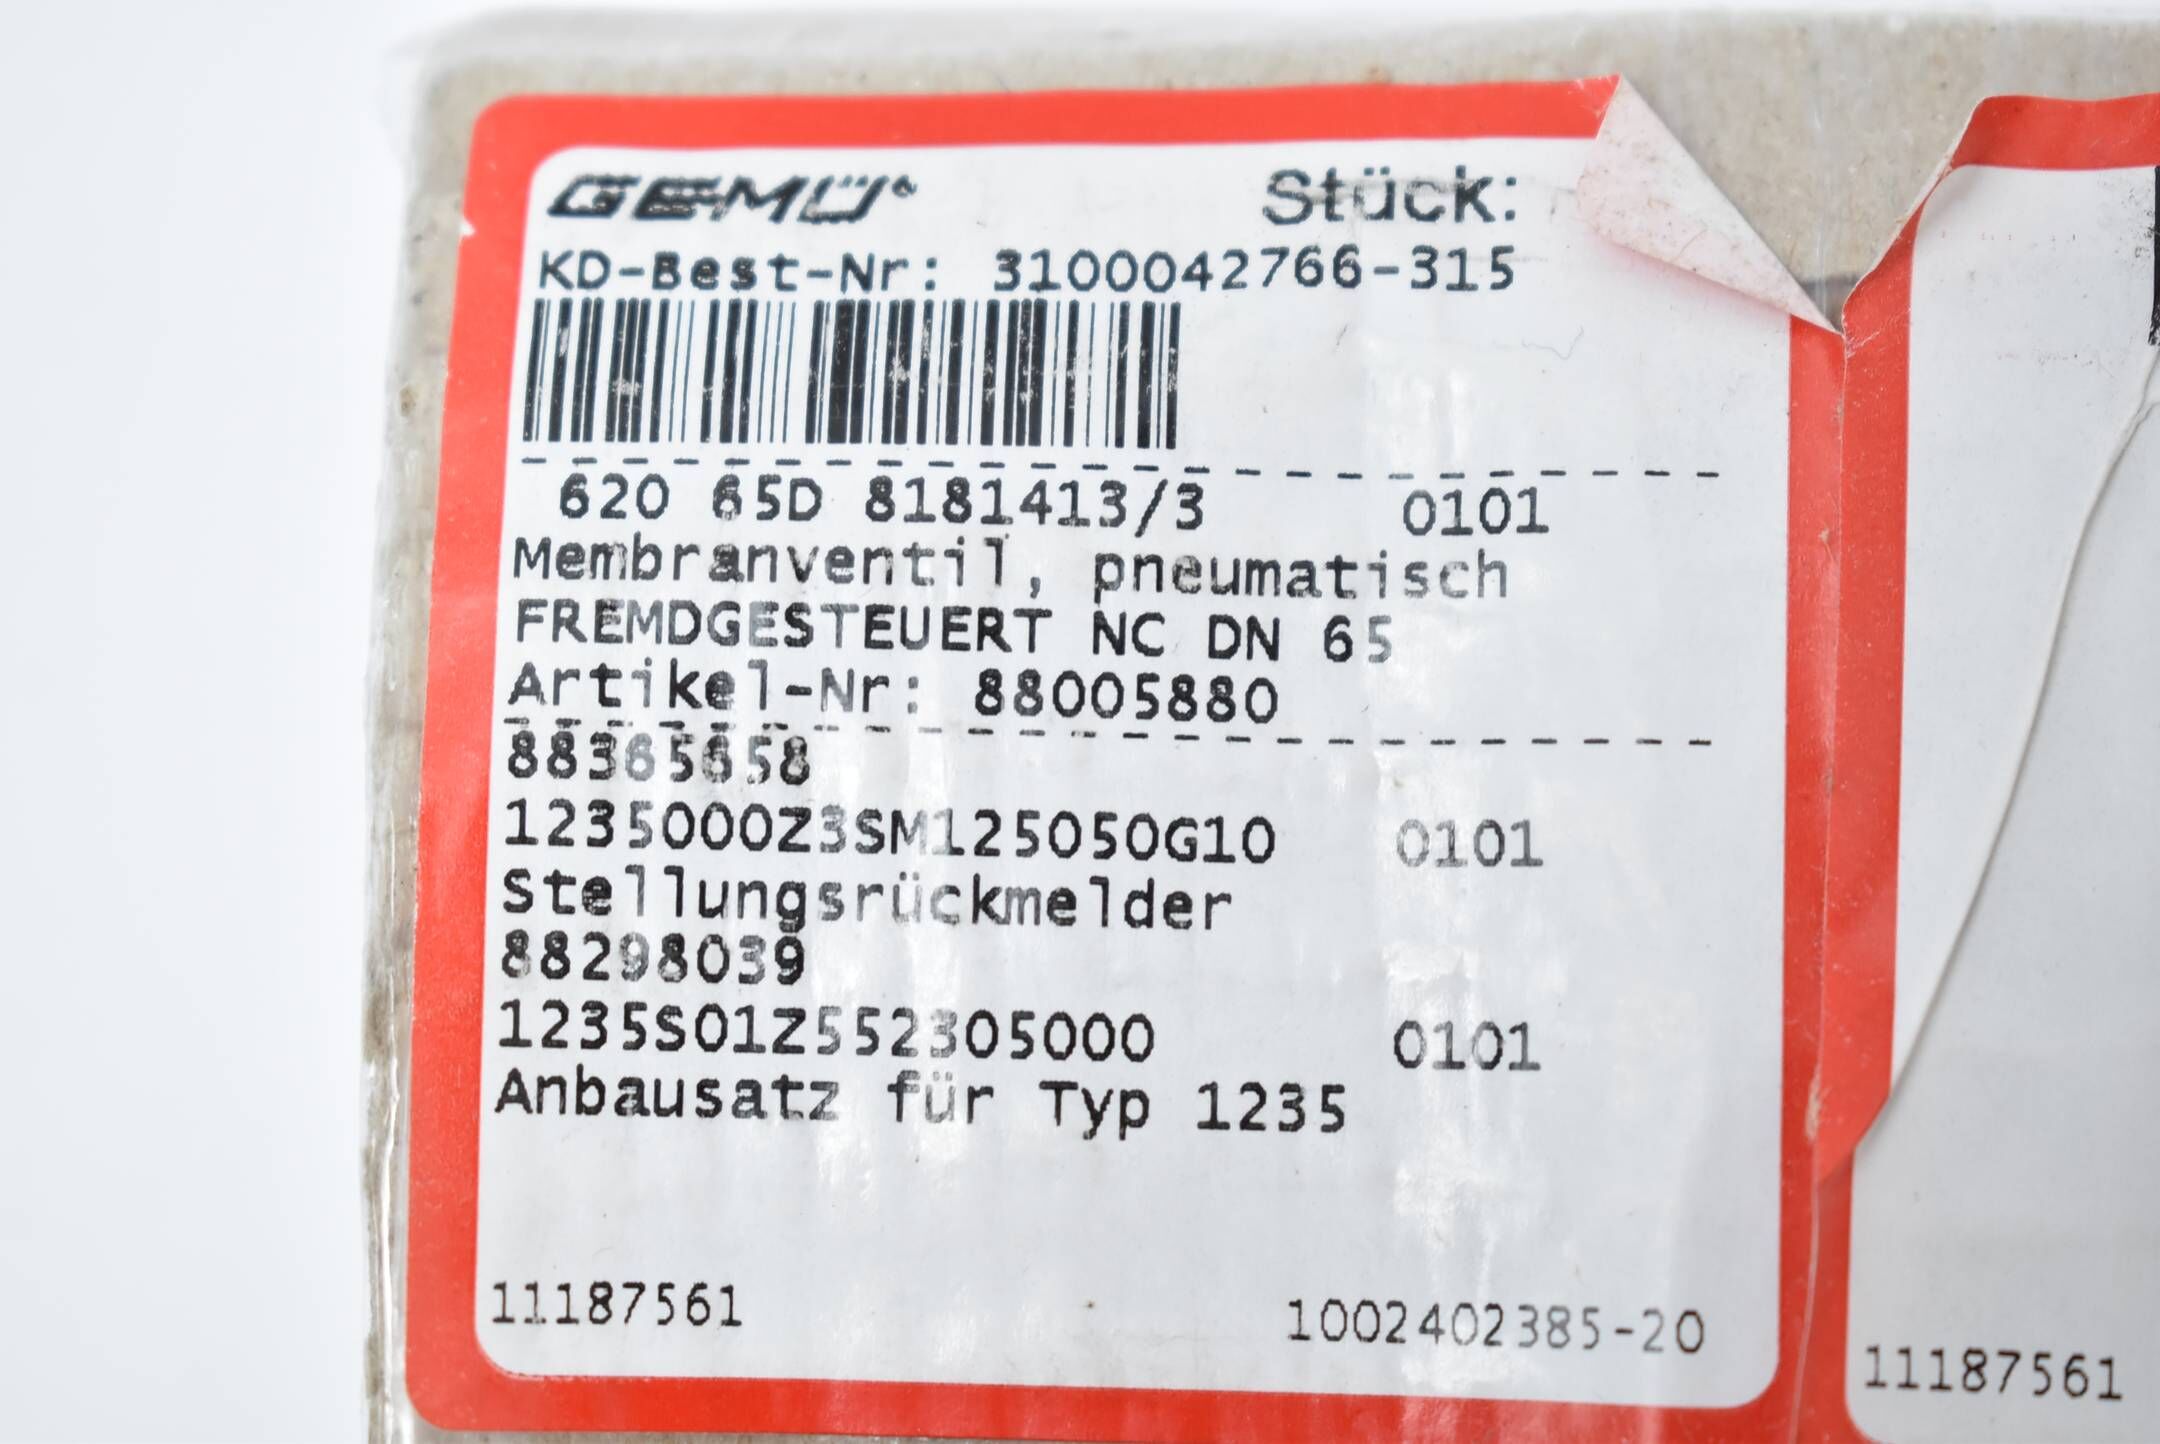 GEMÜ® Stück:
KD-Best-Nr: 3100042766-315
620 65D 8181413/3 0101
Membranventil, pneumatisch
FREMDGESTEUERT NC DN 65
Artikel-Nr: 88005880
88365658
1235000Z3SM125050G10 0101
Stellungsrückmelder
88298039
1235S01Z552305000 0101
Anbausatz für Typ 1235
11187561 1002402385-20
11187561